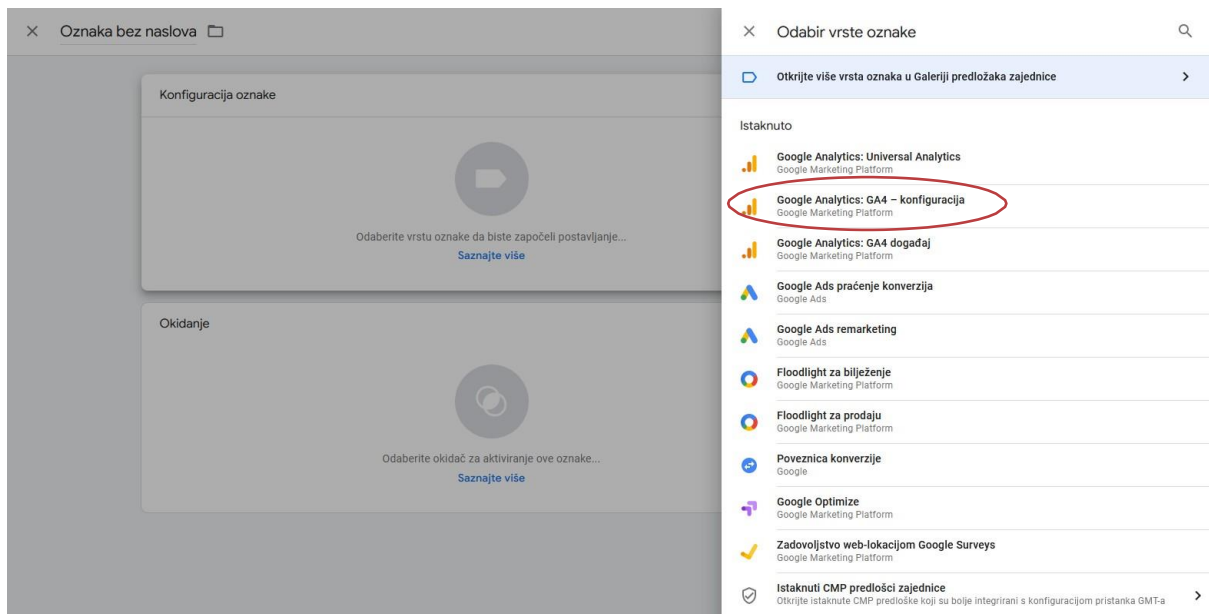 Oznaka bez naslova
Konfiguracija oznake
Odaberite vrstu oznake da biste započeli postavljanje...
Saznajte više
Okidanje
Odaberite okidač za aktiviranje ove oznake...
Saznajte više
Odabir vrste oznake
Otkrijte više vrsta oznaka u Galeriji predložaka zajednice
Istaknuto
Google Analytics: Universal Analytics
Google Marketing Platform
Google Analytics: GA4 – konfiguracija
Google Marketing Platform
Google Analytics: GA4 događaj
Google Marketing Platform
Google Ads praćenje konverzija
Google Ads
Google Ads remarketing
Google Ads
Floodlight za bilježenje
Google Marketing Platform
Floodlight za prodaju
Google Marketing Platform
Poveznica konverzije
Google
Google Optimize
Google Marketing Platform
Zadovoljstvo web-lokacijom Google Surveys
Google Marketing Platform
Istaknuti CMP predlošci zajednice
Otkrijte istaknute CMP predloške koji su bolje integrirani s konfiguracijom pristanka GMT-a